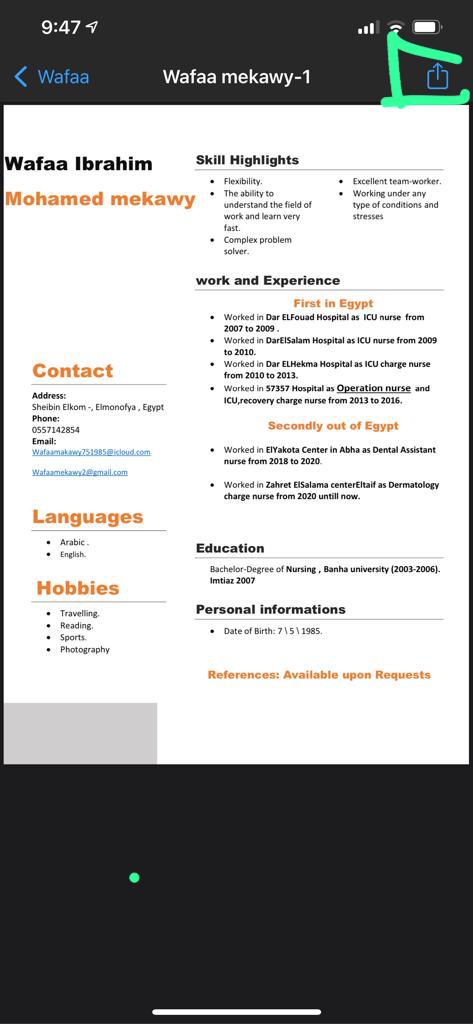 9:47
Wafaa
Wafaa mekawy-1
Wafaa Ibrahim
Mohamed mekawy
Contact
Address:
Sheibin Elkom -, Elmonofya , Egypt
Phone:
0557142854
Email:
Wafaamakawy751985@icloud.com
Wafaamekawy2@gmail.com
Languages
• Arabic .
• English.
Hobbies
• Travelling.
• Reading.
• Sports.
• Photography
Skill Highlights
• Flexibility.
• The ability to
understand the field of
work and learn very
fast.
• Complex problem
solver.
• Excellent team-worker.
• Working under any
type of conditions and
stresses
work and Experience
First in Egypt
• Worked in Dar ELFouad Hospital as ICU nurse from
2007 to 2009 .
• DarElSalam Hospital as ICU nurse from 2009
to 2010.
• Worked in Dar ELHekma Hospital as ICU charge nurse
from 2010 to 2013.
• Worked in 57357 Hospital as Operation nurse and
ICU,recovery charge nurse from 2013 to 2016.
Secondly out of Egypt
• Worked in ElYakota Center in Abha as Dental Assistant
nurse from 2018 to 2020.
• Worked in Zahret ElSalama centerEltaif as Dermatology
charge nurse from 2020 untill now.
Education
Bachelor-Degree of Nursing , Banha university (2003-2006).
Imtiaz 2007
Personal informations
• Date of Birth: 7 \ 5 \ 1985.
References: Available upon Requests